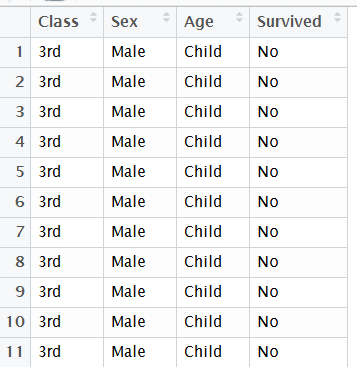 Class Sex Age Survived
1 3rd Male Child No
2 3rd Male Child No
3 3rd Male Child No
4 3rd Male Child No
5 3rd Male Child No
6 3rd Male Child No
7 3rd Male Child No
8 3rd Male Child No
9 3rd Male Child No
10 3rd Male Child No
11 3rd Male Child No